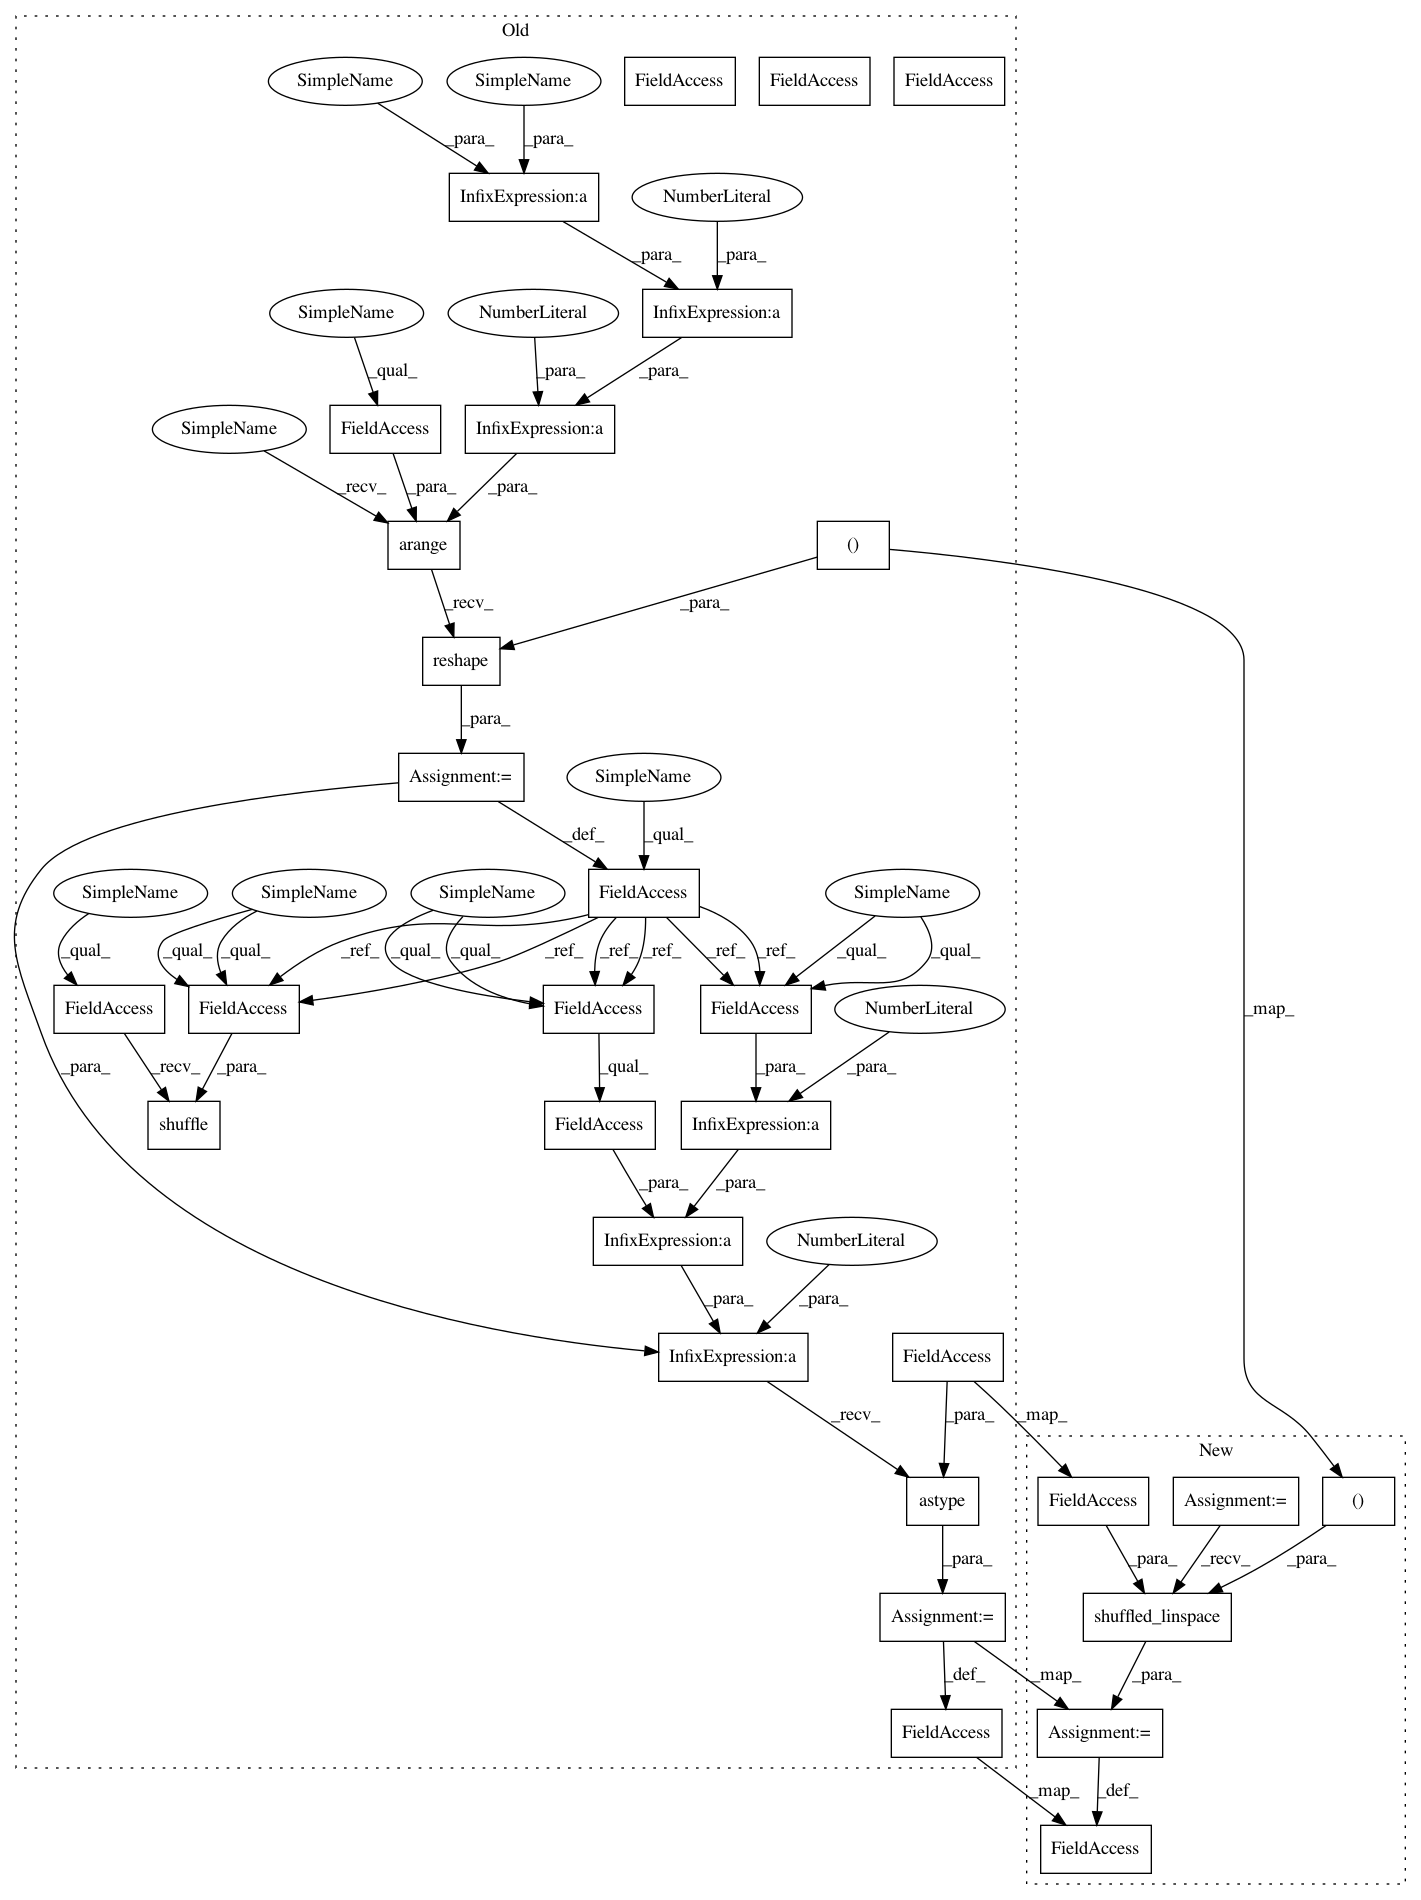 Old
SimpleName
SimpleName
FieldAccess
FieldAccess
FieldAccess
_para_
_para_
InfixExpression:a
NumberLiteral
_para_
_para_
SimpleName
NumberLiteral
InfixExpression:a
_qual_
_para_
_para_
SimpleName
FieldAccess
InfixExpression:a
_recv_
_para_
_para_
arange
()
_recv_
_para_
reshape
_para_
Assignment:=
SimpleName
_def_
_qual_
SimpleName
SimpleName
SimpleName
FieldAccess
SimpleName
_qual_
_qual_
_qual_
_ref_
_qual_
_qual_
_ref_
_ref_
_ref_
_ref_
_ref_
_qual_
_qual_
FieldAccess
FieldAccess
FieldAccess
FieldAccess
NumberLiteral
_map_
_para_
_recv_
_para_
_qual_
_para_
_para_
shuffle
FieldAccess
InfixExpression:a
_para_
_para_
InfixExpression:a
NumberLiteral
_para_
_para_
InfixExpression:a
FieldAccess
_recv_
_para_
_map_
New
astype
FieldAccess
Assignment:=
()
_para_
_para_
_recv_
_para_
Assignment:=
shuffled_linspace
_def_
_map_
_para_
FieldAccess
Assignment:=
_map_
_def_
FieldAccess